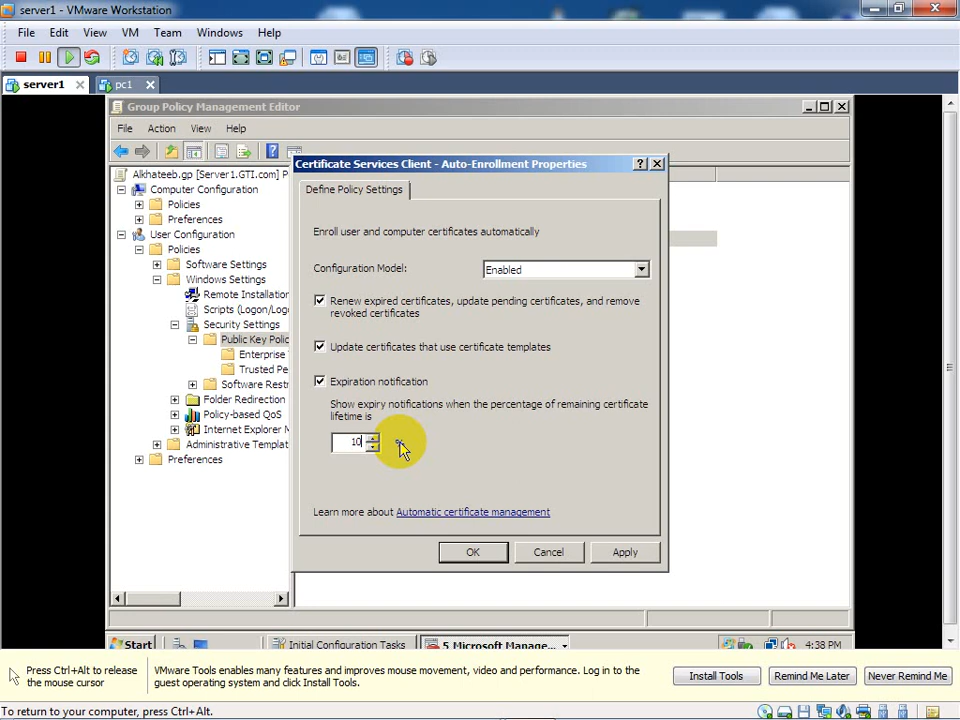 server1 - VMware Workstation
File Edit View VM Team Windows Help
server1 pc1
Group Policy Management Editor
File Action View Help
Alkhateeb.gp [Server1.GTI.com]
Computer Configuration
Policies
Preferences
User Configuration
Policies
Software Settings
Windows Settings
Remote Installation
Scripts (Logon/Logo
Security Settings
Public Key Polic
Enterprise
Trusted Pe
Software Restr
Folder Redirection
Policy-based QoS
Internet Explorer M
Administrative Templat
Preferences
Certificate Services Client - Auto-Enrollment Properties
Define Policy Settings
Enroll user and computer certificates automatically
Configuration Model: Enabled
Renew expired certificates, update pending certificates, and remove
revoked certificates
Update certificates that use certificate templates
Expiration notification
Show expiry notifications when the percentage of remaining certificate
lifetime is
10 %
Learn more about Automatic certificate management
OK Cancel Apply
Start Initial Configuration Tasks 5 Microsoft Manage... 4:38 PM
Press Ctrl+Alt to release
the mouse cursor
VMware Tools enables many features and improves mouse movement, video and performance. Log in to the
guest operating system and click Install Tools.
Install Tools Remind Me Later Never Remind Me
To return to your computer, press Ctrl+Alt.